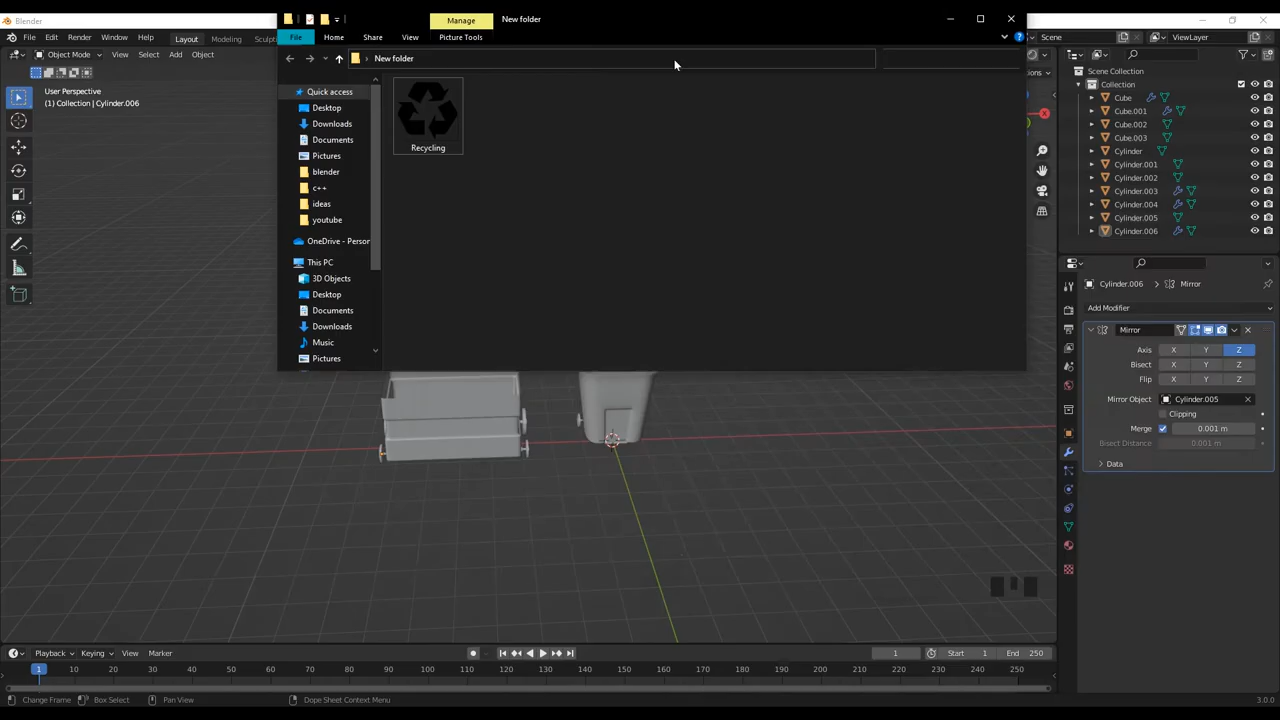 Blender
File Edit Render Window Help Layout Modeling Sculpt
Object Mode View Select Add Object
Manage New folder
File Home Share View Picture Tools
New folder
Quick access
Desktop
Downloads
Documents
Pictures
blender
c++
ideas
youtube
OneDrive - Person
This PC
3D Objects
Desktop
Documents
Downloads
Music
Pictures
Recycling
User Perspective
(1) Collection | Cylinder.006
Scene ViewLayer
ions
Scene Collection
Collection
Cube
Cube.001
Cube.002
Cube.003
Cylinder
Cylinder.001
Cylinder.002
Cylinder.003
Cylinder.004
Cylinder.005
Cylinder.006
Cylinder.006 > Mirror
Add Modifier
Mirror
Axis X Y Z
Bisect X Y Z
Flip X Y Z
Mirror Object Cylinder.005
Clipping
Merge 0.001 m
Bisect Distance 0.001 m
Data
Playback Keying View Marker 1 Start 1 End 250
1 10 20 30 40 50 60 70 80 90 100 110 120 130 140 150 160 170 180 190 200 210 220 230 240 250
Change Frame Box Select Pan View Dope Sheet Context Menu 3.0.0